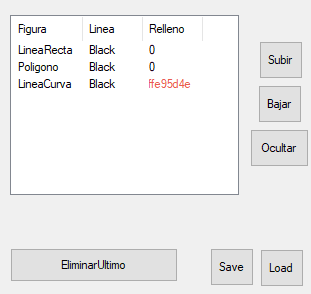 Figura Linea Relleno
LineaRecta Black 0
Poligono Black 0
LineaCurva Black ffe95d4e
Subir
Bajar
Ocultar
EliminarUltimo
Save
Load